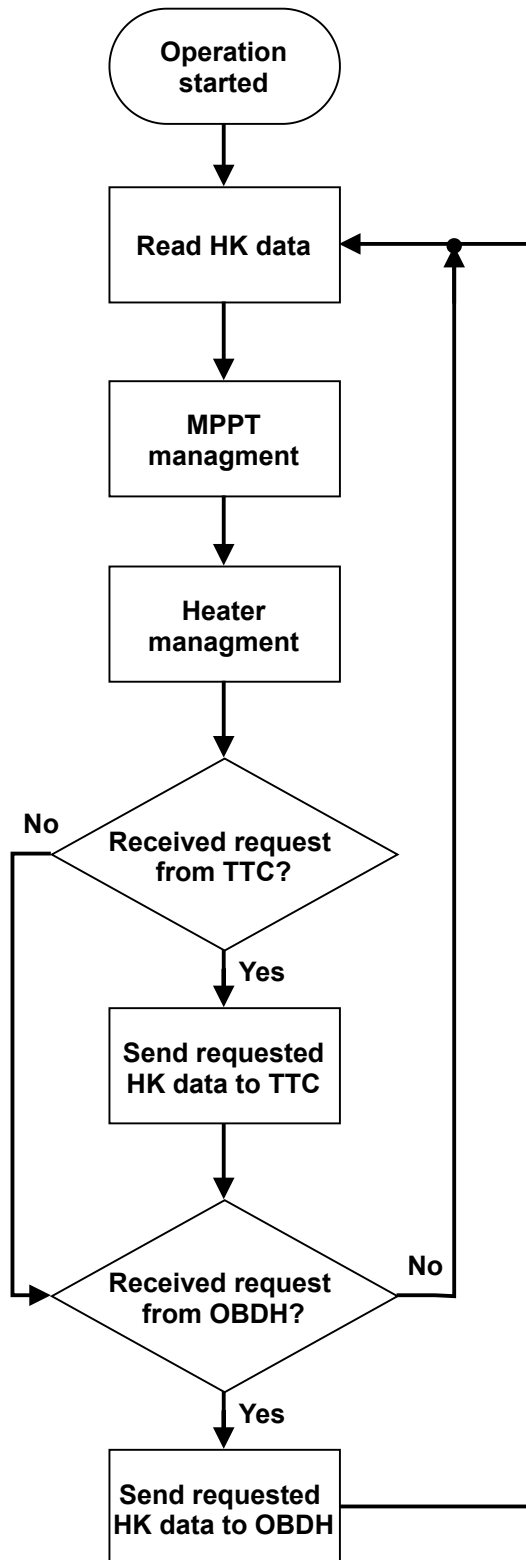 Operation
started
Read HK data
MPPT
managment
Heater
managment
No
Received request
from TTC?
Yes
Send requested
HK data to TTC
Received request
from OBDH?
No
Yes
Send requested
HK data to OBDH